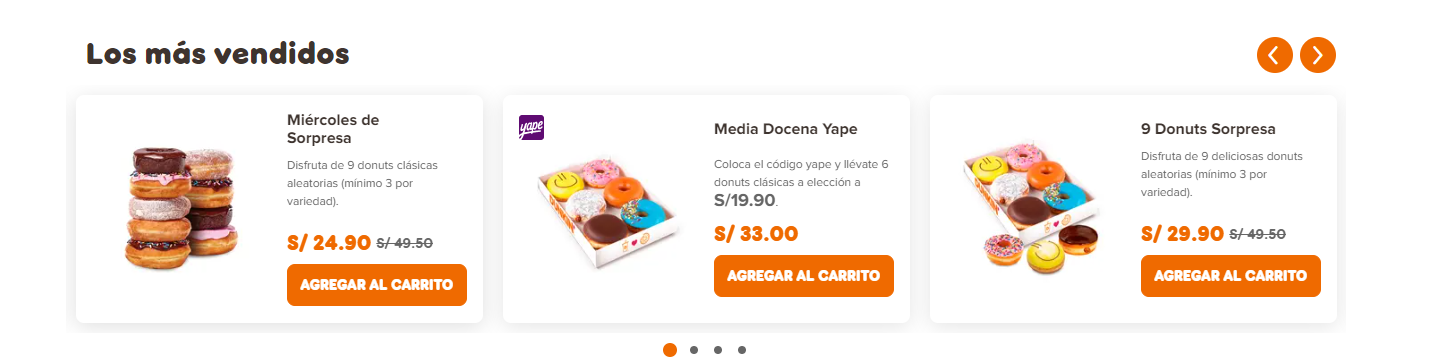 Los más vendidos
Miércoles de
Sorpresa
Disfruta de 9 donuts clásicas
aleatorias (mínimo 3 por
variedad).
S/ 24.90 S/ 49.50
AGREGAR AL CARRITO
yape
Media Docena Yape
Coloca el código yape y llévate 6
donuts clásicas a elección a
S/19.90.
S/ 33.00
AGREGAR AL CARRITO
9 Donuts Sorpresa
Disfruta de 9 deliciosas donuts
aleatorias (mínimo 3 por
variedad).
S/ 29.90 S/ 49.50
AGREGAR AL CARRITO